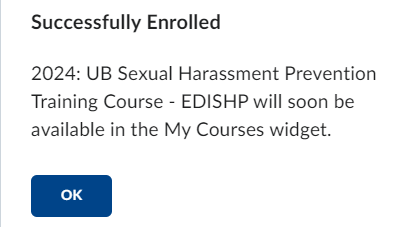 Successfully Enrolled
2024: UB Sexual Harassment Prevention
Training Course - EDISHP will soon be
available in the My Courses widget.
OK